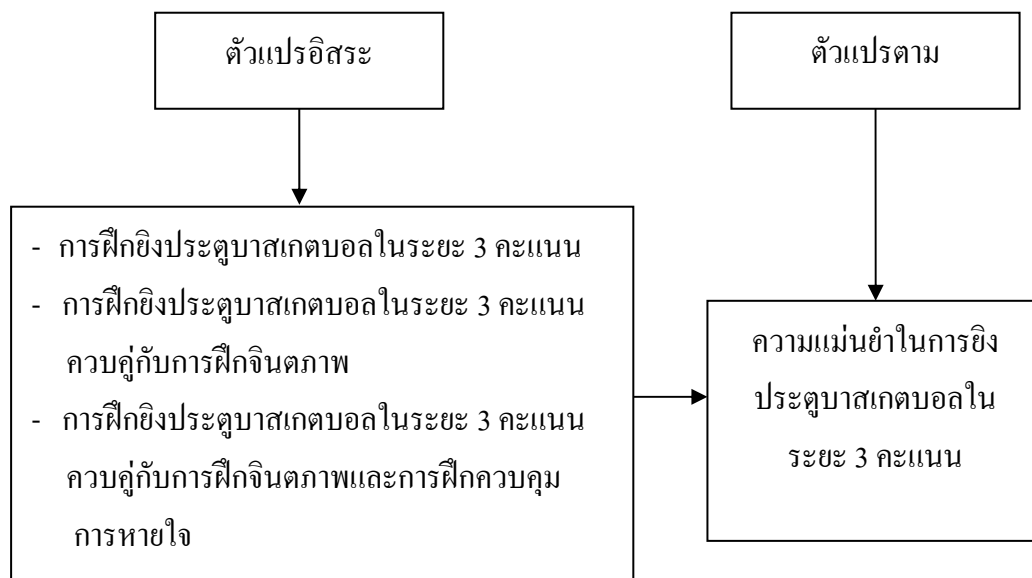 ตัวแปรอิสระ
ตัวแปรตาม
- การฝึกยิงประตูบาสเกตบอลในระยะ 3 คะแนน
- การฝึกยิงประตูบาสเกตบอลในระยะ 3 คะแนน
ควบคู่กับการฝึกจินตภาพ
- การฝึกยิงประตูบาสเกตบอลในระยะ 3 คะแนน
ควบคู่กับการฝึกจินตภาพและการฝึกควบคุม
การหายใจ
ความแม่นยำในการยิง
ประตูบาสเกตบอลใน
ระยะ 3 คะแนน